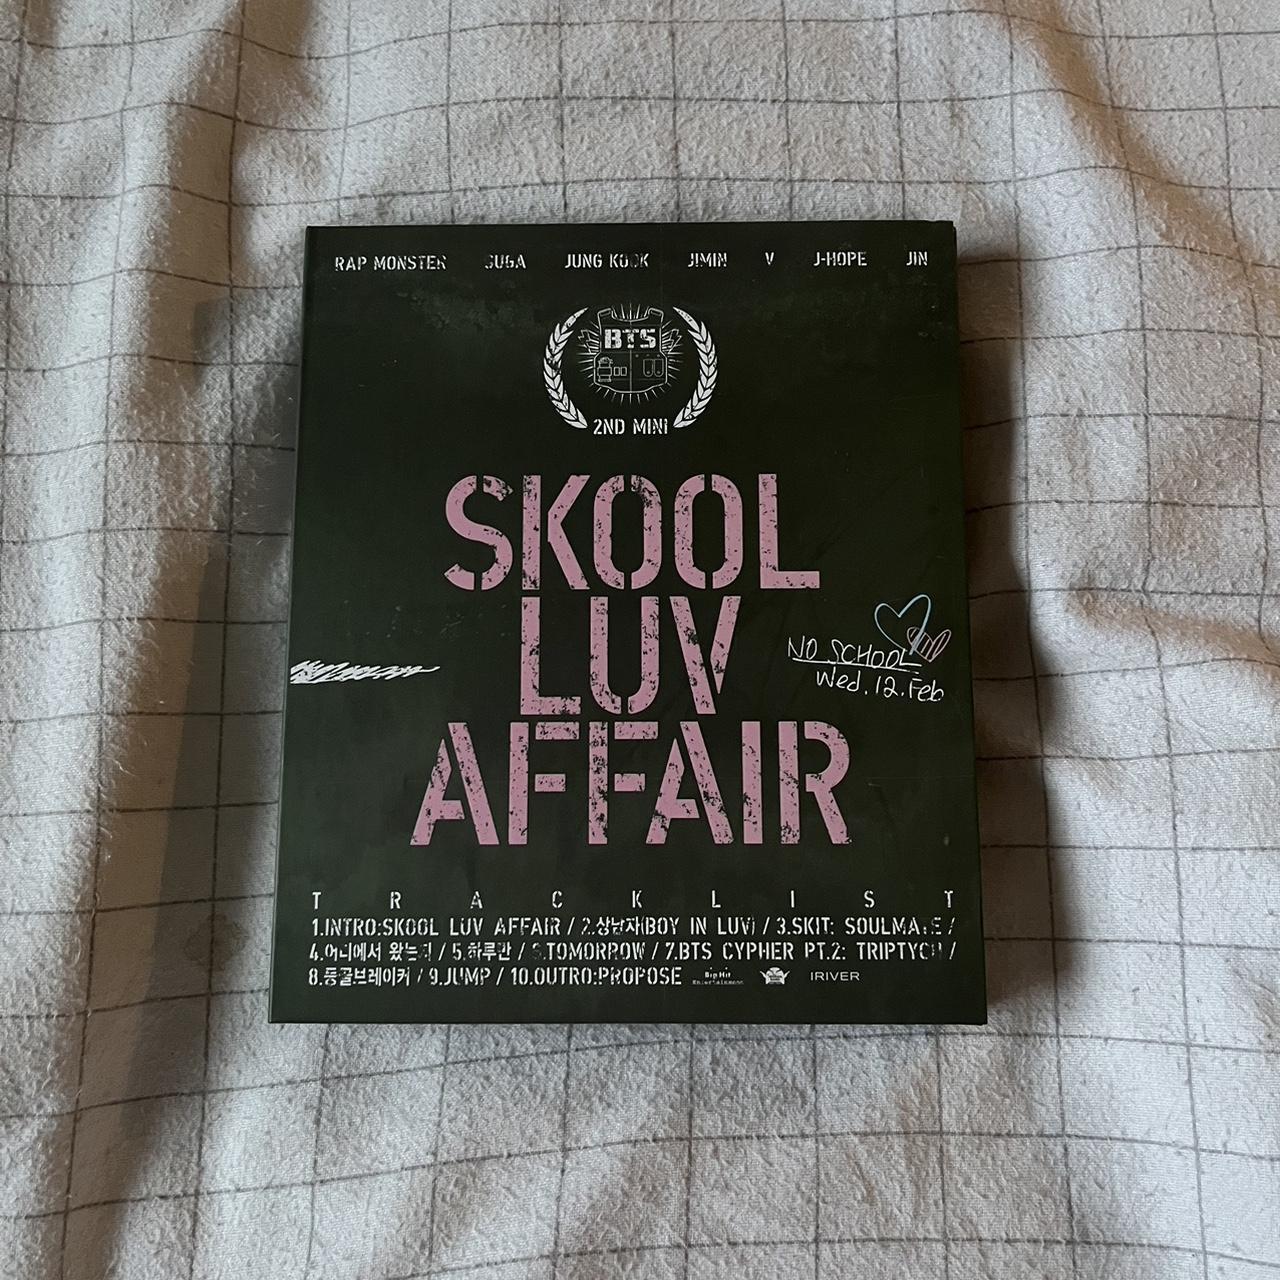 RAP MONSTER SUGA JUNG KOOK JIMIN V J-HOPE JIN
BTS
2ND MINI
SKOOL
LUV
AFFAIR
NO SCHOOL
Wed.12.Feb
TRACKLIST
1.INTRO:SKOOL LUV AFFAIR / 2.상남자(BOY IN LUV) / 3.SKIT: SOULMATE /
4.어디에서 왔는지 / 5.하루만 / 6.TOMORROW / 7.BTS CYPHER PT.2: TRIPTYCH /
8.등골브레이커 / 9.JUMP / 10.OUTRO:PROPOSE Big Hit Entertainment IRIVER